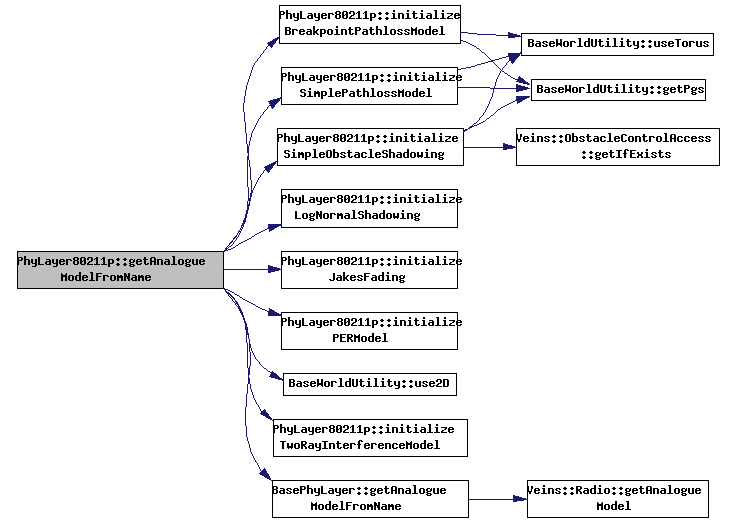 PhyLayer80211p::getAnalogue
ModelFromName
PhyLayer80211p::initialize
BreakpointPathlossModel
PhyLayer80211p::initialize
SimplePathlossModel
PhyLayer80211p::initialize
SimpleObstacleShadowing
PhyLayer80211p::initialize
LogNormalShadowing
PhyLayer80211p::initialize
JakesFading
PhyLayer80211p::initialize
PERModel
BaseWorldUtility::use2D
PhyLayer80211p::initialize
TwoRayInterferenceModel
BasePhyLayer::getAnalogue
ModelFromName
BaseWorldUtility::useTorus
BaseWorldUtility::getPgs
Veins::ObstacleControlAccess
::getIfExists
Veins::Radio::getAnalogue
Model